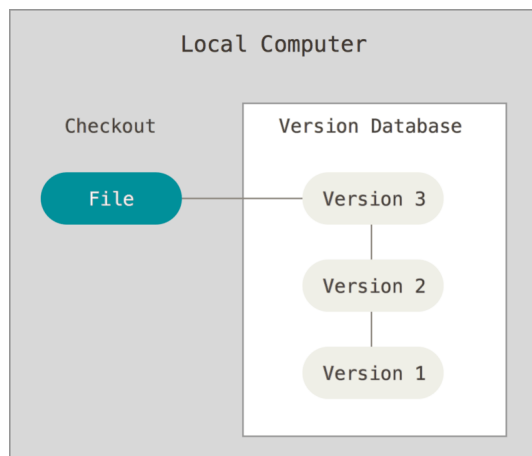 Local Computer
Checkout
Version Database
File
Version 3
Version 2
Version 1